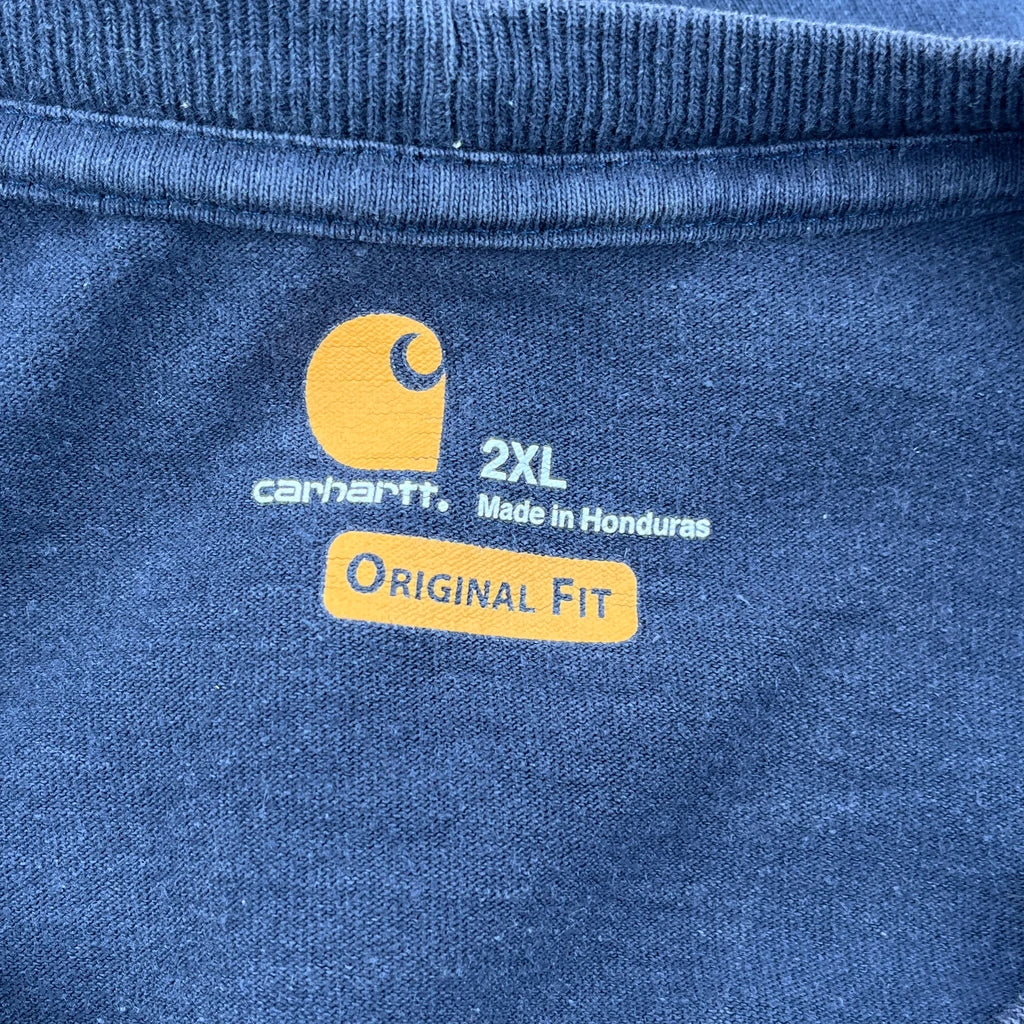 carhartt.
2XL
Made in Honduras
ORIGINAL FIT